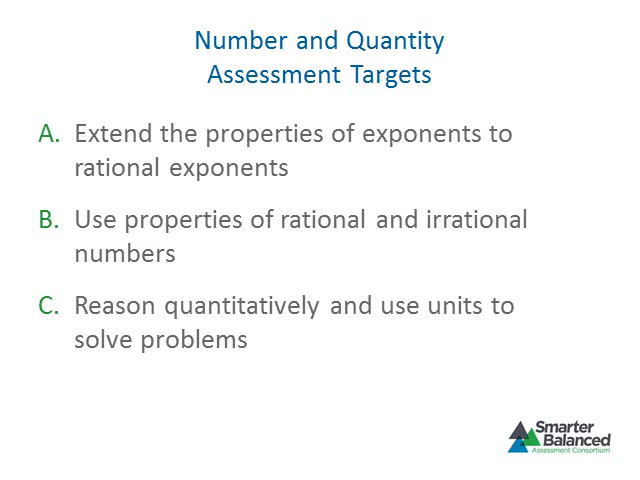 Number and Quantity
Assessment Targets
A. Extend the properties of exponents to
rational exponents
B. Use properties of rational and irrational
numbers
C. Reason quantitatively and use units to
solve problems
Smarter
Balanced
Assessment Consortium